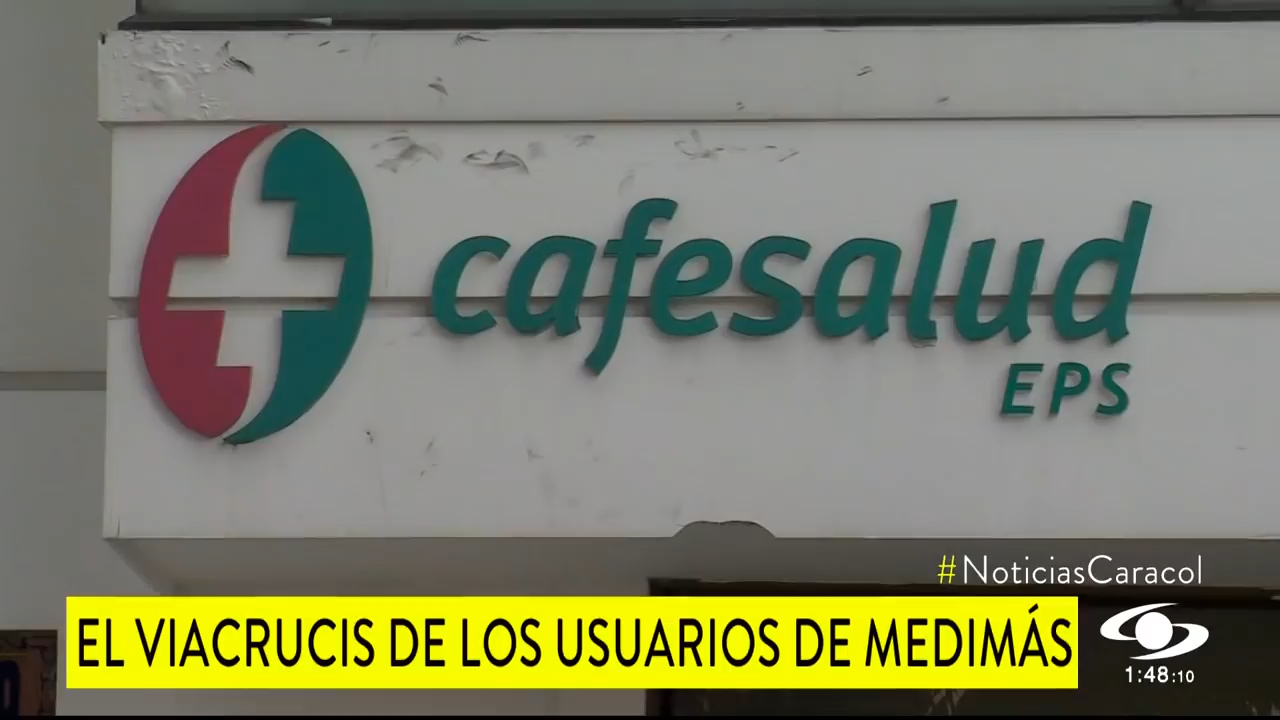 cafesalud
EPS
#NoticiasCaracol
EL VIACRUCIS DE LOS USUARIOS DE MEDIMÁS
1:48:10